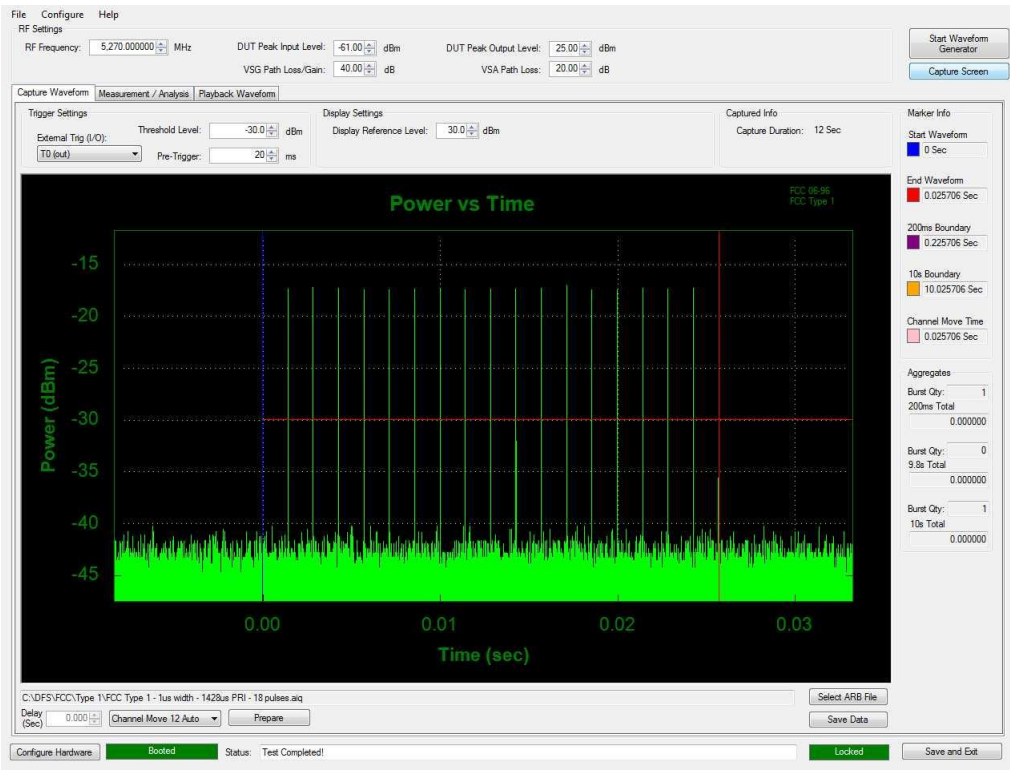 File Configure Help
RF Settings
RF Frequency: 5,270.000000 MHz DUT Peak Input Level: -61.00 dBm DUT Peak Output Level: 25.00 dBm
VSG Path Loss/Gain: 40.00 dB VSA Path Loss: 20.00 dB
Start Waveform
Generator
Capture Screen
Capture Waveform Measurement / Analysis Playback Waveform
Trigger Settings
External Trig (I/O):
T0 (out)
Threshold Level: -30.0 dBm
Pre-Trigger: 20 ms
Display Settings
Display Reference Level: 30.0 dBm
Captured Info
Capture Duration: 12 Sec
Marker Info
Start Waveform
0 Sec
End Waveform
0.025706 Sec
200ms Boundary
0.225706 Sec
10s Boundary
10.025706 Sec
Channel Move Time
0.025706 Sec
Aggregates
Burst Qty: 1
200ms Total
0.000000
Burst Qty: 0
9.8s Total
0.000000
Burst Qty: 1
10s Total
0.000000
Power vs Time
FCC 06-96
FCC Type 1
Power (dBm)
-15
-20
-25
-30
-35
-40
-45
0.00 0.01 0.02 0.03
Time (sec)
C:\DFS\FCC\Type 1\FCC Type 1 - 1us width - 1428us PRI - 18 pulses.aiq
Select ARB File
Delay
(Sec) 0.000 Channel Move 12 Auto Prepare
Save Data
Configure Hardware Booted Status: Test Completed! Locked Save and Exit